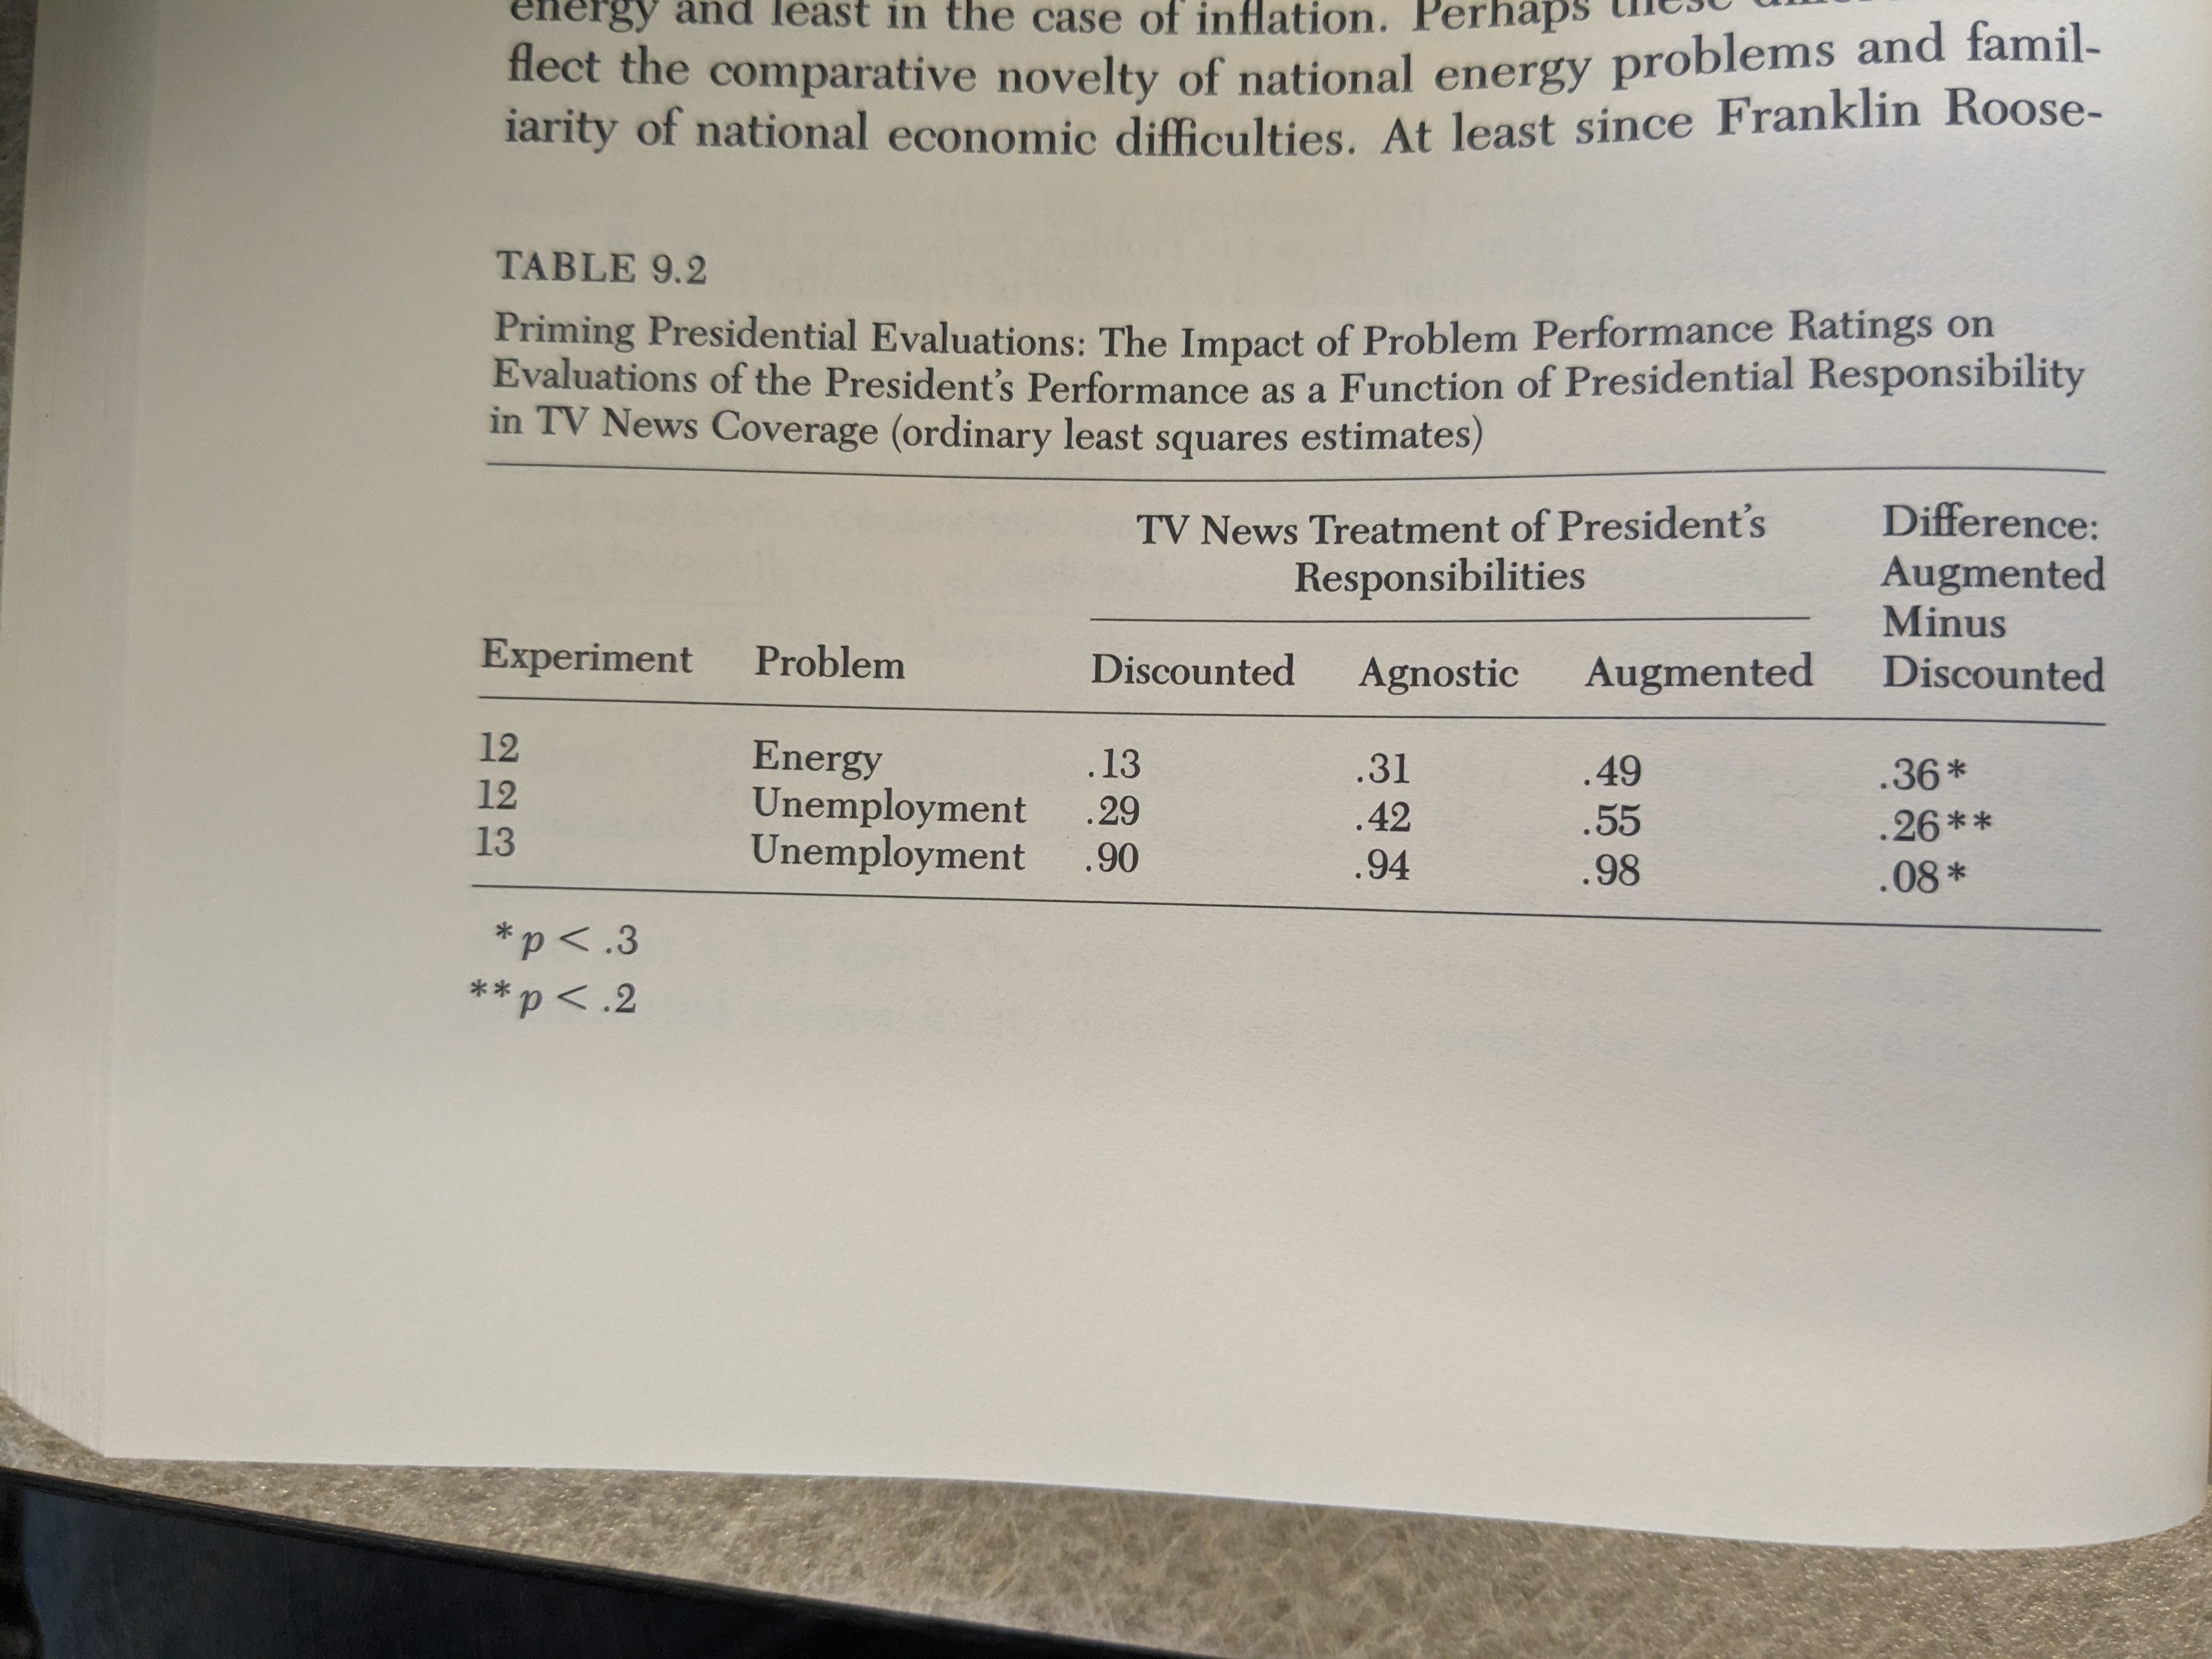 energy and least in the case of inflation. Perhaps these
flect the comparative novelty of national energy problems and famil-
iarity of national economic difficulties. At least since Franklin Roose-
TABLE 9.2
Priming Presidential Evaluations: The Impact of Problem Performance Ratings on
Evaluations of the President's Performance as a Function of Presidential Responsibility
in TV News Coverage (ordinary least squares estimates)
TV News Treatment of President's Responsibilities
Difference: Augmented Minus Discounted
Experiment Problem Discounted Agnostic Augmented
12 Energy .13 .31 .49 .36*
12 Unemployment .29 .42 .55 .26**
13 Unemployment .90 .94 .98 .08*
*p < .3
**p < .2